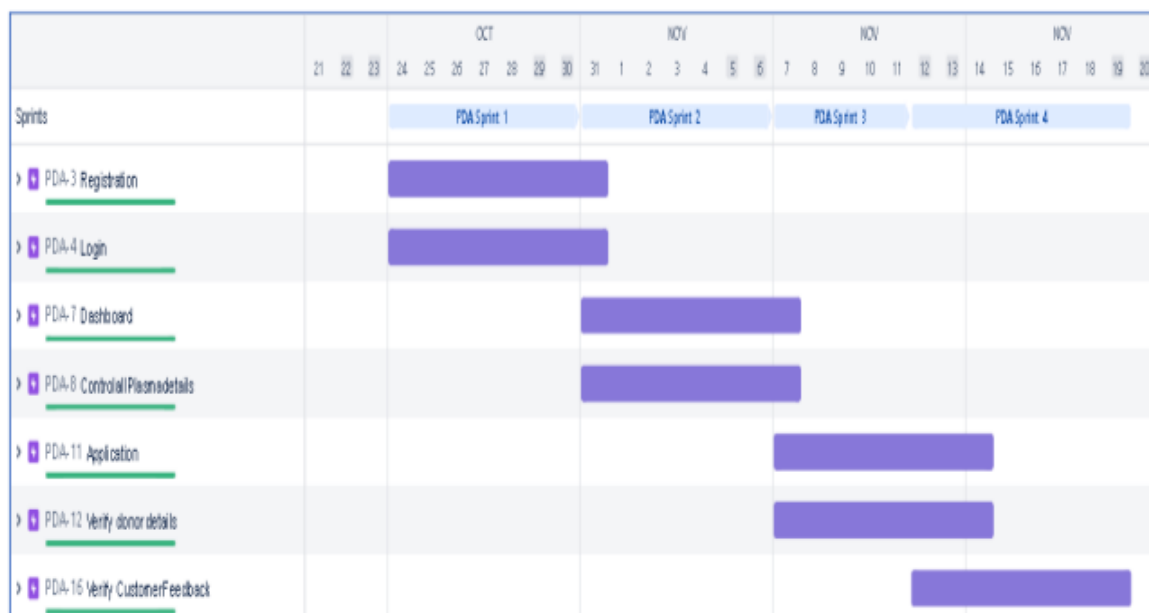 OCT NOV NOV NOV
21 22 23 24 25 26 27 28 29 30 31 1 2 3 4 5 6 7 8 9 10 11 12 13 14 15 16 17 18 19 20
Sprints PDA Sprint 1 PDA Sprint 2 PDA Sprint 3 PDA Sprint 4
PDA-3 Registration
PDA-4 Login
PDA-7 Dashboard
PDA-8 ControlallPlasmadetails
PDA-11 Application
PDA-12 Verify donor details
PDA-16 Verify CustomerFeedback